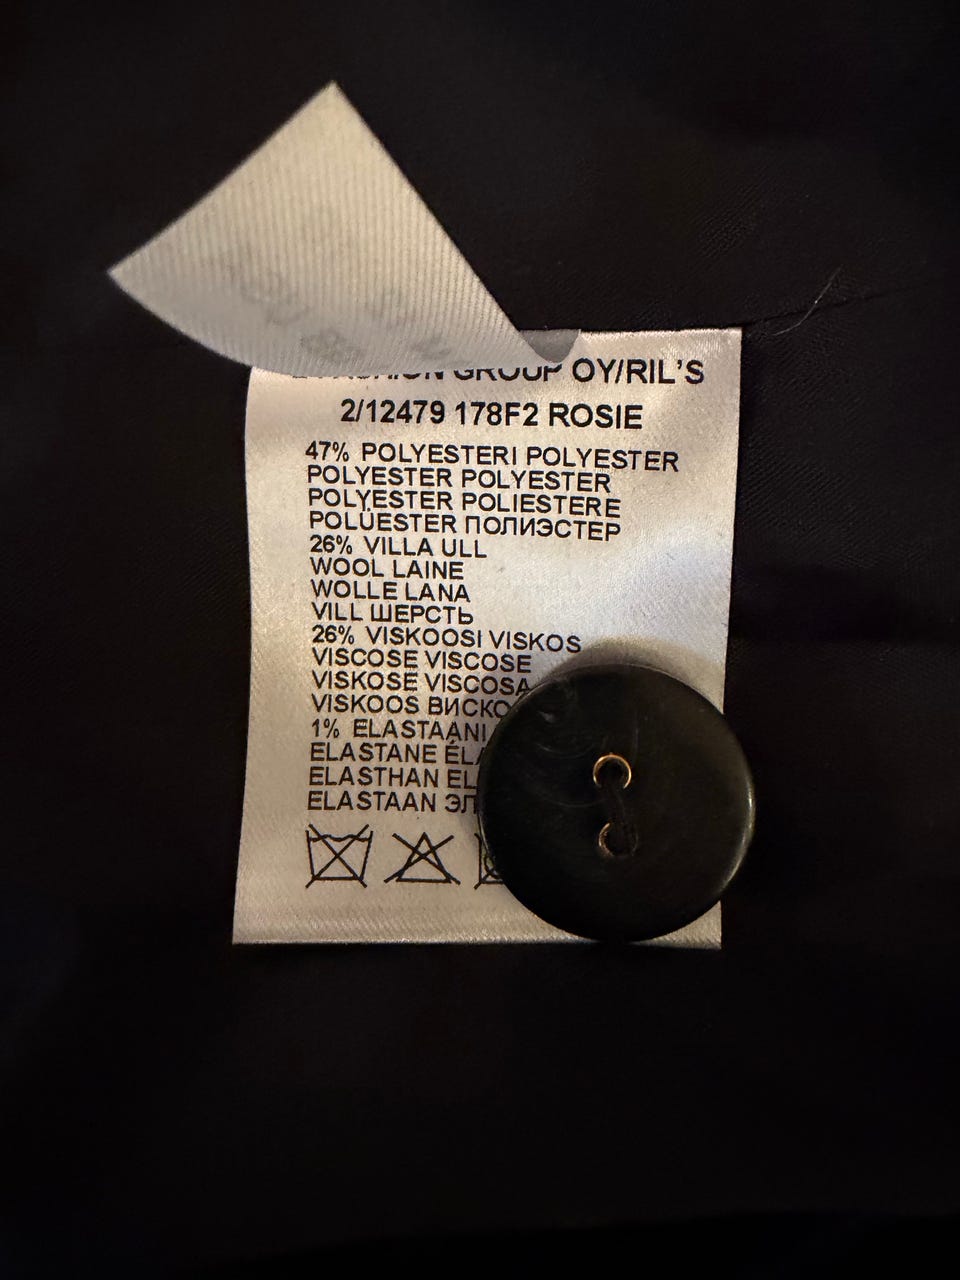 GROUP OY/RIL'S
2/12479 178F2 ROSIE
47% POLYESTERI POLYESTER
POLYESTER POLYESTER
POLYESTER POLIESTERE
POLÜESTER ПОЛИЭСТЕР
26% VILLA ULL
WOOL LAINE
WOLLE LANA
VILL ШЕРСТЬ
26% VISKOOSI VISKOS
VISCOSE VISCOSE
VISKOSE VISCOSA
VISKOOS
1% ELASTAANI
ELASTANE
ELASTHAN
ELASTAAN